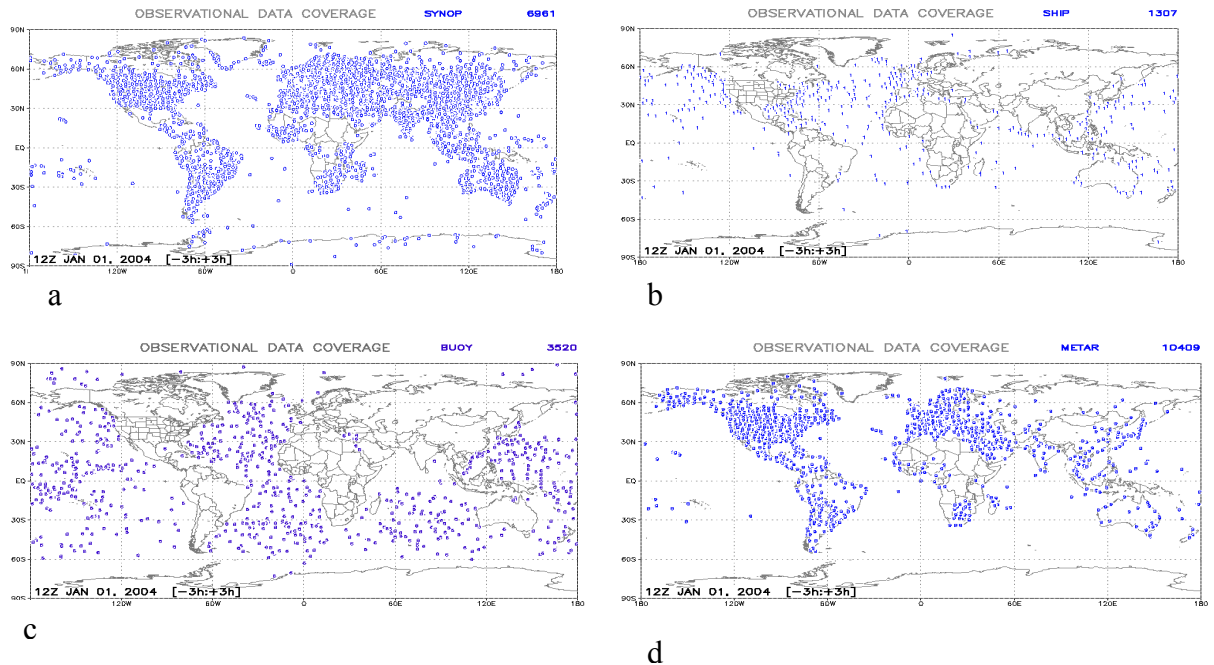 OBSERVATIONAL DATA COVERAGE SYNOP 6961
90N
60N
30N
EQ
30S
60S
90S
12Z JAN 01, 2004 [-3h:+3h]
120W 60W 0 60E 120E 180
a
OBSERVATIONAL DATA COVERAGE SHIP 1307
90N
60N
30N
EQ
30S
60S
90S
12Z JAN 01, 2004 [-3h:+3h]
180 120W 60W 0 60E 120E 180
b
OBSERVATIONAL DATA COVERAGE BUOY 3520
90N
60N
30N
EQ
30S
60S
90S
12Z JAN 01, 2004 [-3h:+3h]
120W 60W 0 60E 120E 180
c
OBSERVATIONAL DATA COVERAGE METAR 10409
90N
60N
30N
EQ
30S
60S
90S
12Z JAN 01, 2004 [-3h:+3h]
180 120W 60W 0 60E 120E 180
d